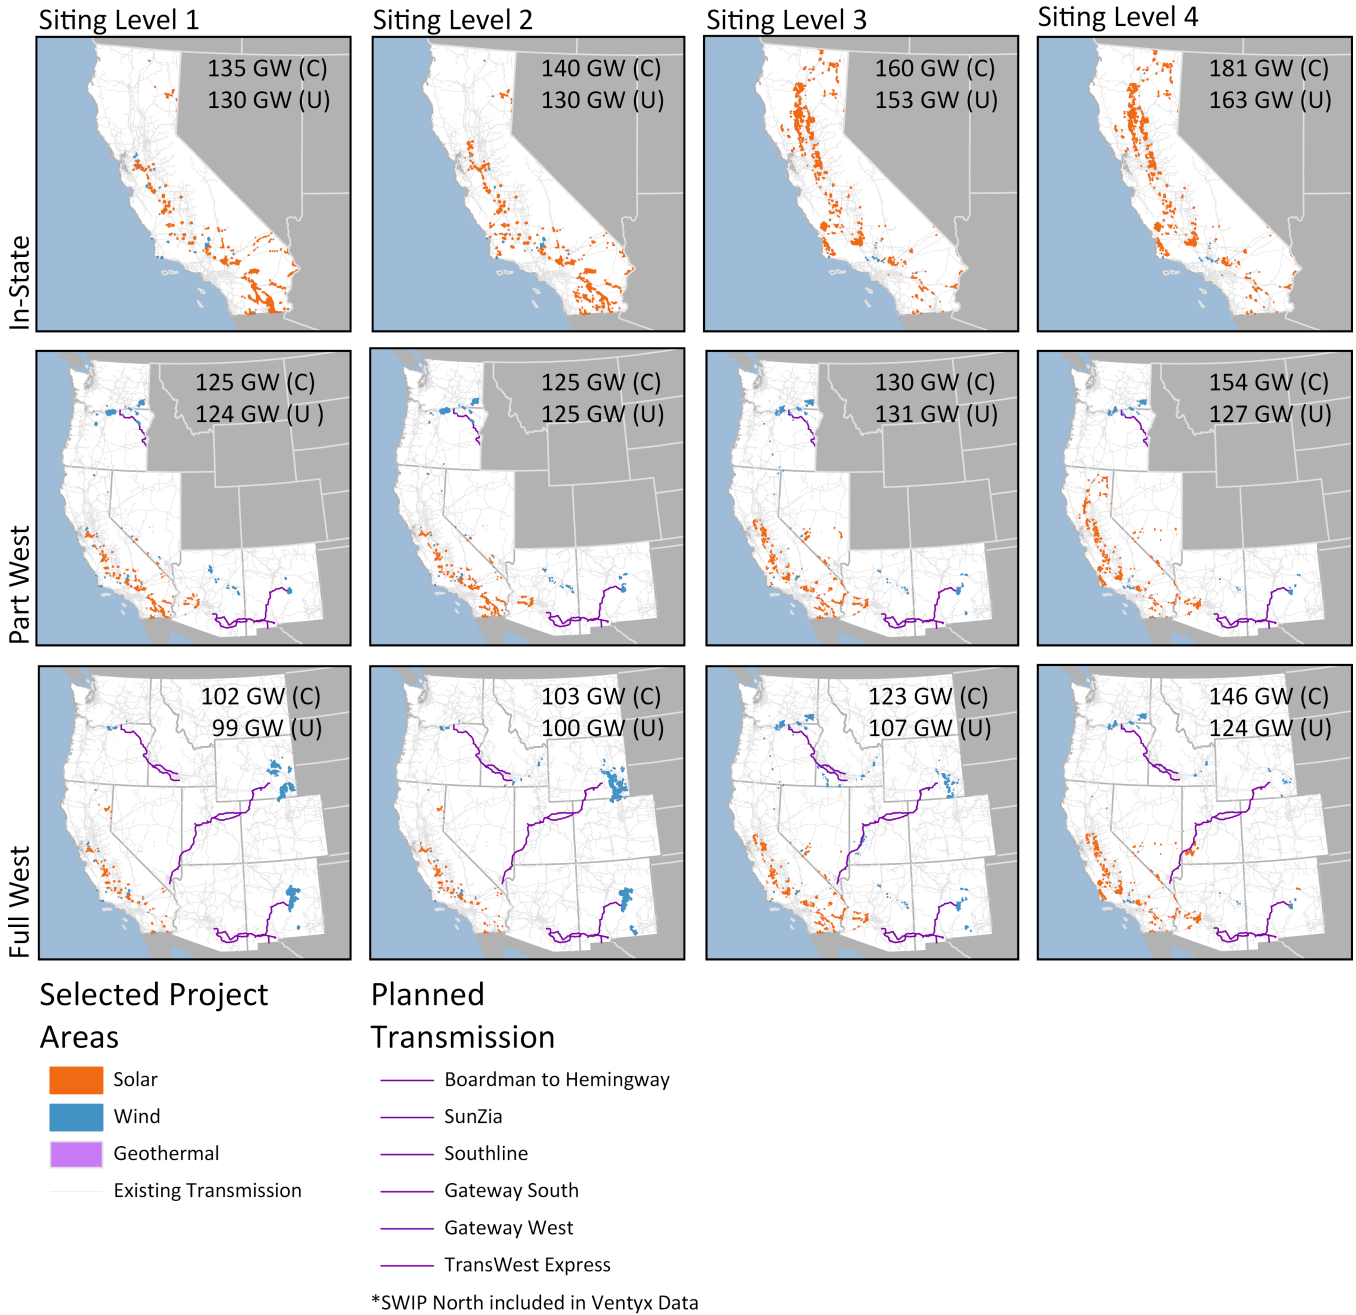 Siting Level 1
Siting Level 2
Siting Level 3
Siting Level 4
In-State
135 GW (C)
130 GW (U)
140 GW (C)
130 GW (U)
160 GW (C)
153 GW (U)
181 GW (C)
163 GW (U)
Part West
125 GW (C)
124 GW (U )
125 GW (C)
125 GW (U)
130 GW (C)
131 GW (U)
154 GW (C)
127 GW (U)
Full West
102 GW (C)
99 GW (U)
103 GW (C)
100 GW (U)
123 GW (C)
107 GW (U)
146 GW (C)
124 GW (U)
Selected Project
Areas
Solar
Wind
Geothermal
Existing Transmission
Planned
Transmission
Boardman to Hemingway
SunZia
Southline
Gateway South
Gateway West
TransWest Express
*SWIP North included in Ventyx Data